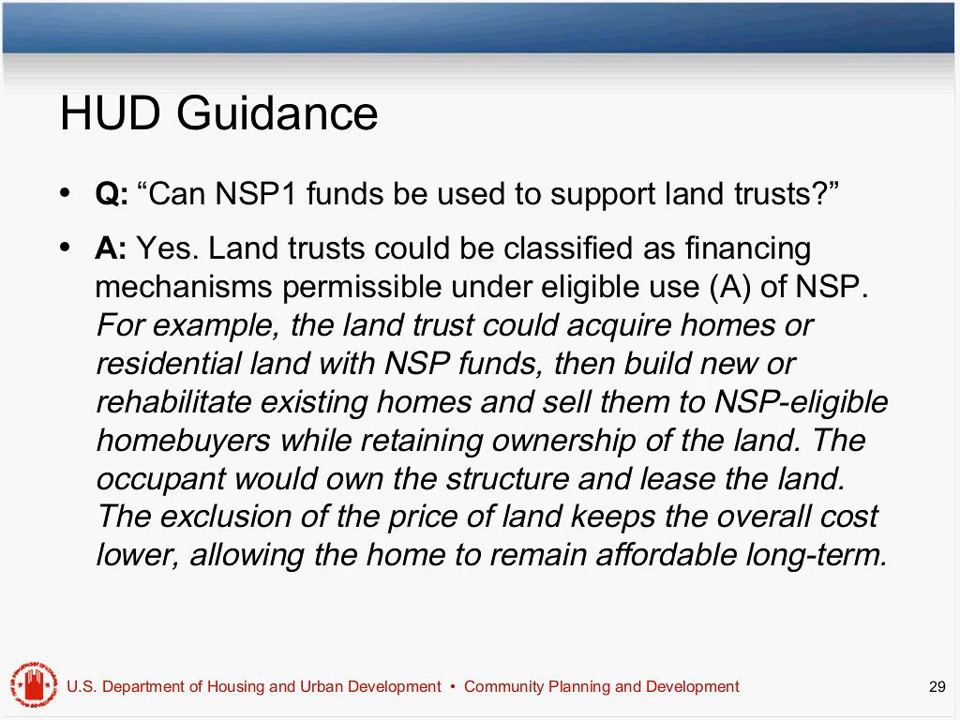 HUD Guidance
• Q: “Can NSP1 funds be used to support land trusts?”
• A: Yes. Land trusts could be classified as financing
mechanisms permissible under eligible use (A) of NSP.
For example, the land trust could acquire homes or
residential land with NSP funds, then build new or
rehabilitate existing homes and sell them to NSP-eligible
homebuyers while retaining ownership of the land. The
occupant would own the structure and lease the land.
The exclusion of the price of land keeps the overall cost
lower, allowing the home to remain affordable long-term.
U.S. Department of Housing and Urban Development • Community Planning and Development
29